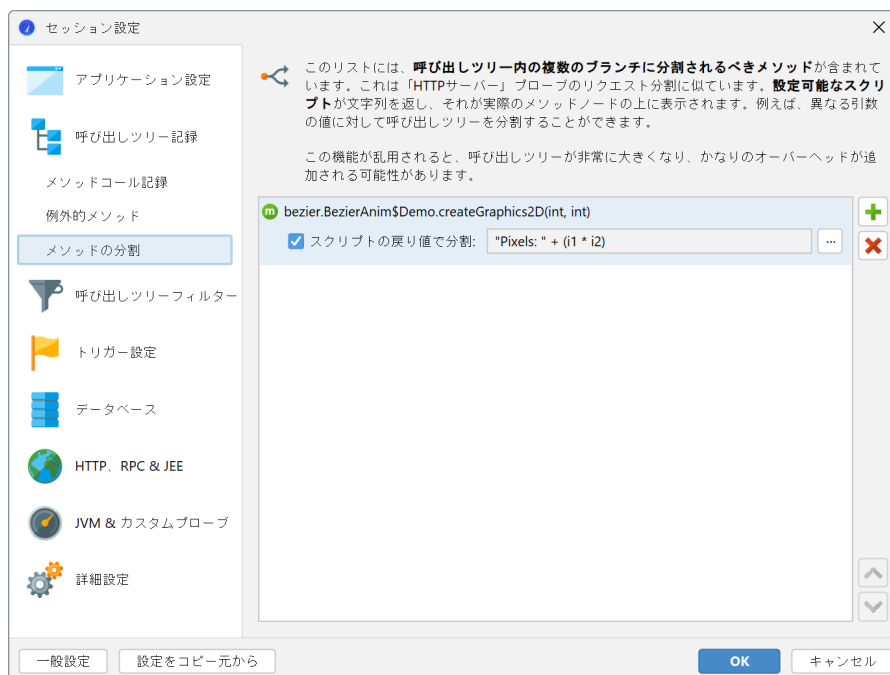 セッション設定
アプリケーション設定
呼び出しツリー記録
メソッドコール記録
例外的メソッド
メソッドの分割
呼び出しツリーフィルター
トリガー設定
データベース
HTTP、RPC & JEE
JVM & カスタムプローブ
詳細設定
このリストには、呼び出しツリー内の複数のブランチに分割されるべきメソッドが含まれて
います。これは「HTTPサーバー」プローブのリクエスト分割に似ています。設定可能なスクリ
プトが文字列を返し、それが実際のメソッドノードの上に表示されます。例えば、異なる引数
の値に対して呼び出しツリーを分割することができます。
この機能が乱用されると、呼び出しツリーが非常に大きくなり、かなりのオーバーヘッドが追
加される可能性があります。
m bezier.BezierAnim$Demo.createGraphics2D(int, int)
スクリプトの戻り値で分割: "Pixels: " + (i1 * i2) ...
一般設定 設定をコピー元から OK キャンセル